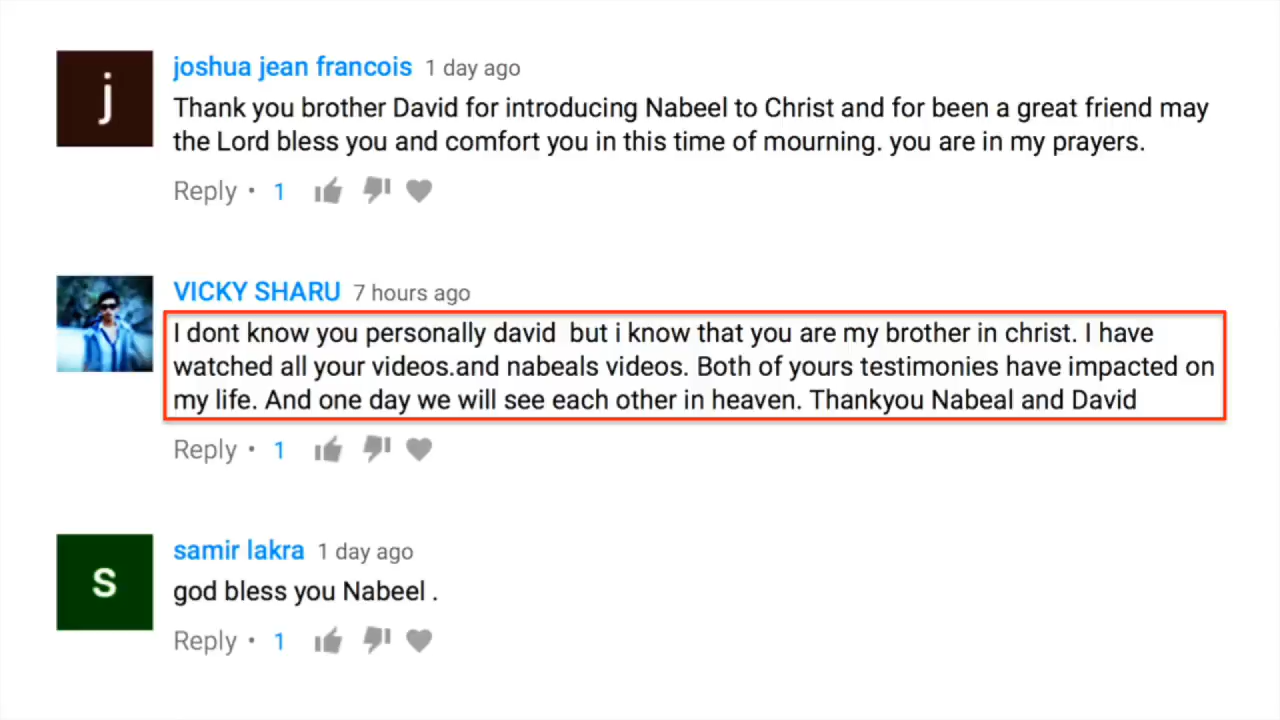 j
joshua jean francois 1 day ago
Thank you brother David for introducing Nabeel to Christ and for been a great friend may
the Lord bless you and comfort you in this time of mourning. you are in my prayers.
Reply • 1
VICKY SHARU 7 hours ago
I dont know you personally david  but i know that you are my brother in christ. I have
watched all your videos.and nabeals videos. Both of yours testimonies have impacted on
my life. And one day we will see each other in heaven. Thankyou Nabeal and David
Reply • 1
s
samir lakra 1 day ago
god bless you Nabeel .
Reply • 1